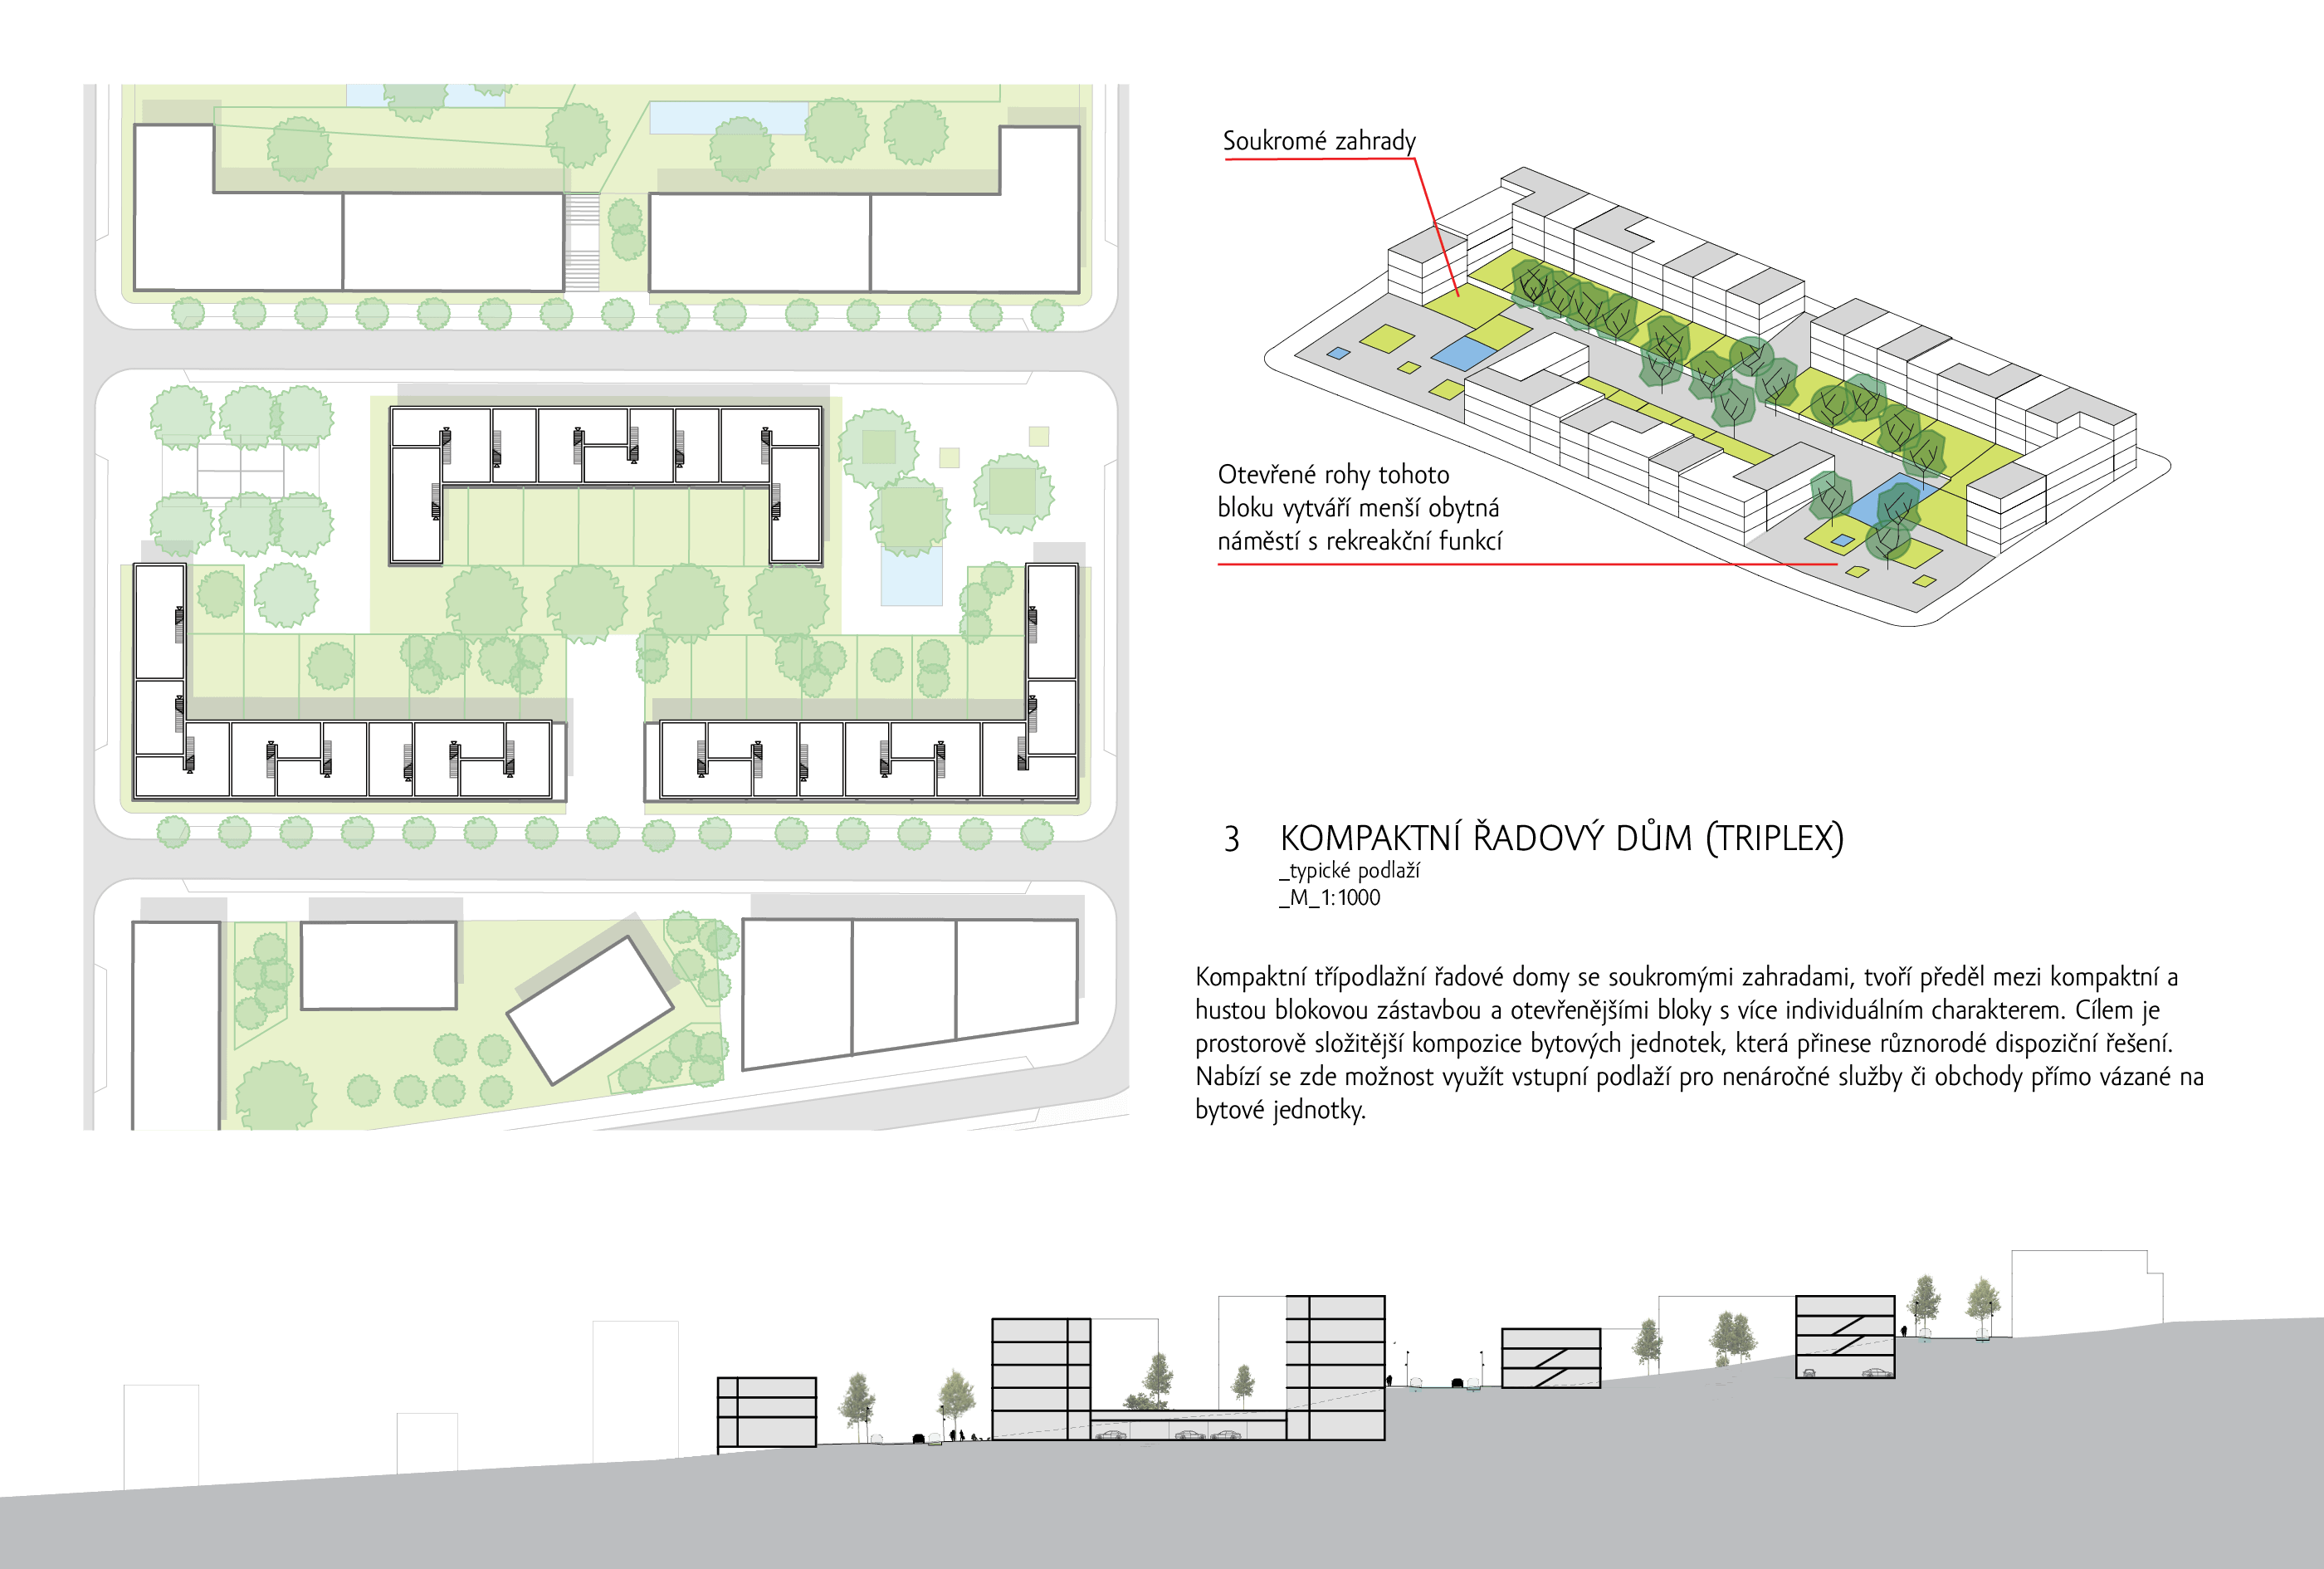 Soukromé zahrady
Otevřené rohy tohoto
bloku vytváří menší obytná
náměstí s rekreakční funkcí
3 KOMPAKTNÍ ŘADOVÝ DŮM (TRIPLEX)
_typické podlaží
_M_1:1000
Kompaktní třípodlažní řadové domy se soukromými zahradami, tvoří předěl mezi kompaktní a
hustou blokovou zástavbou a otevřenějšími bloky s více individuálním charakterem. Cílem je
prostorově složitější kompozice bytových jednotek, která přinese různorodé dispoziční řešení.
Nabízí se zde možnost využít vstupní podlaží pro nenáročné služby či obchody přímo vázané na
bytové jednotky.